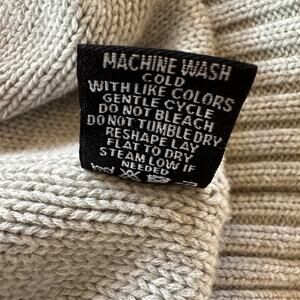 MACHINE WASH
COLD
WITH LIKE COLORS
GENTLE CYCLE
DO NOT BLEACH
DO NOT TUMBLE DRY
RESHAPE LAY
FLAT TO DRY
STEAM LOW IF
NEEDED